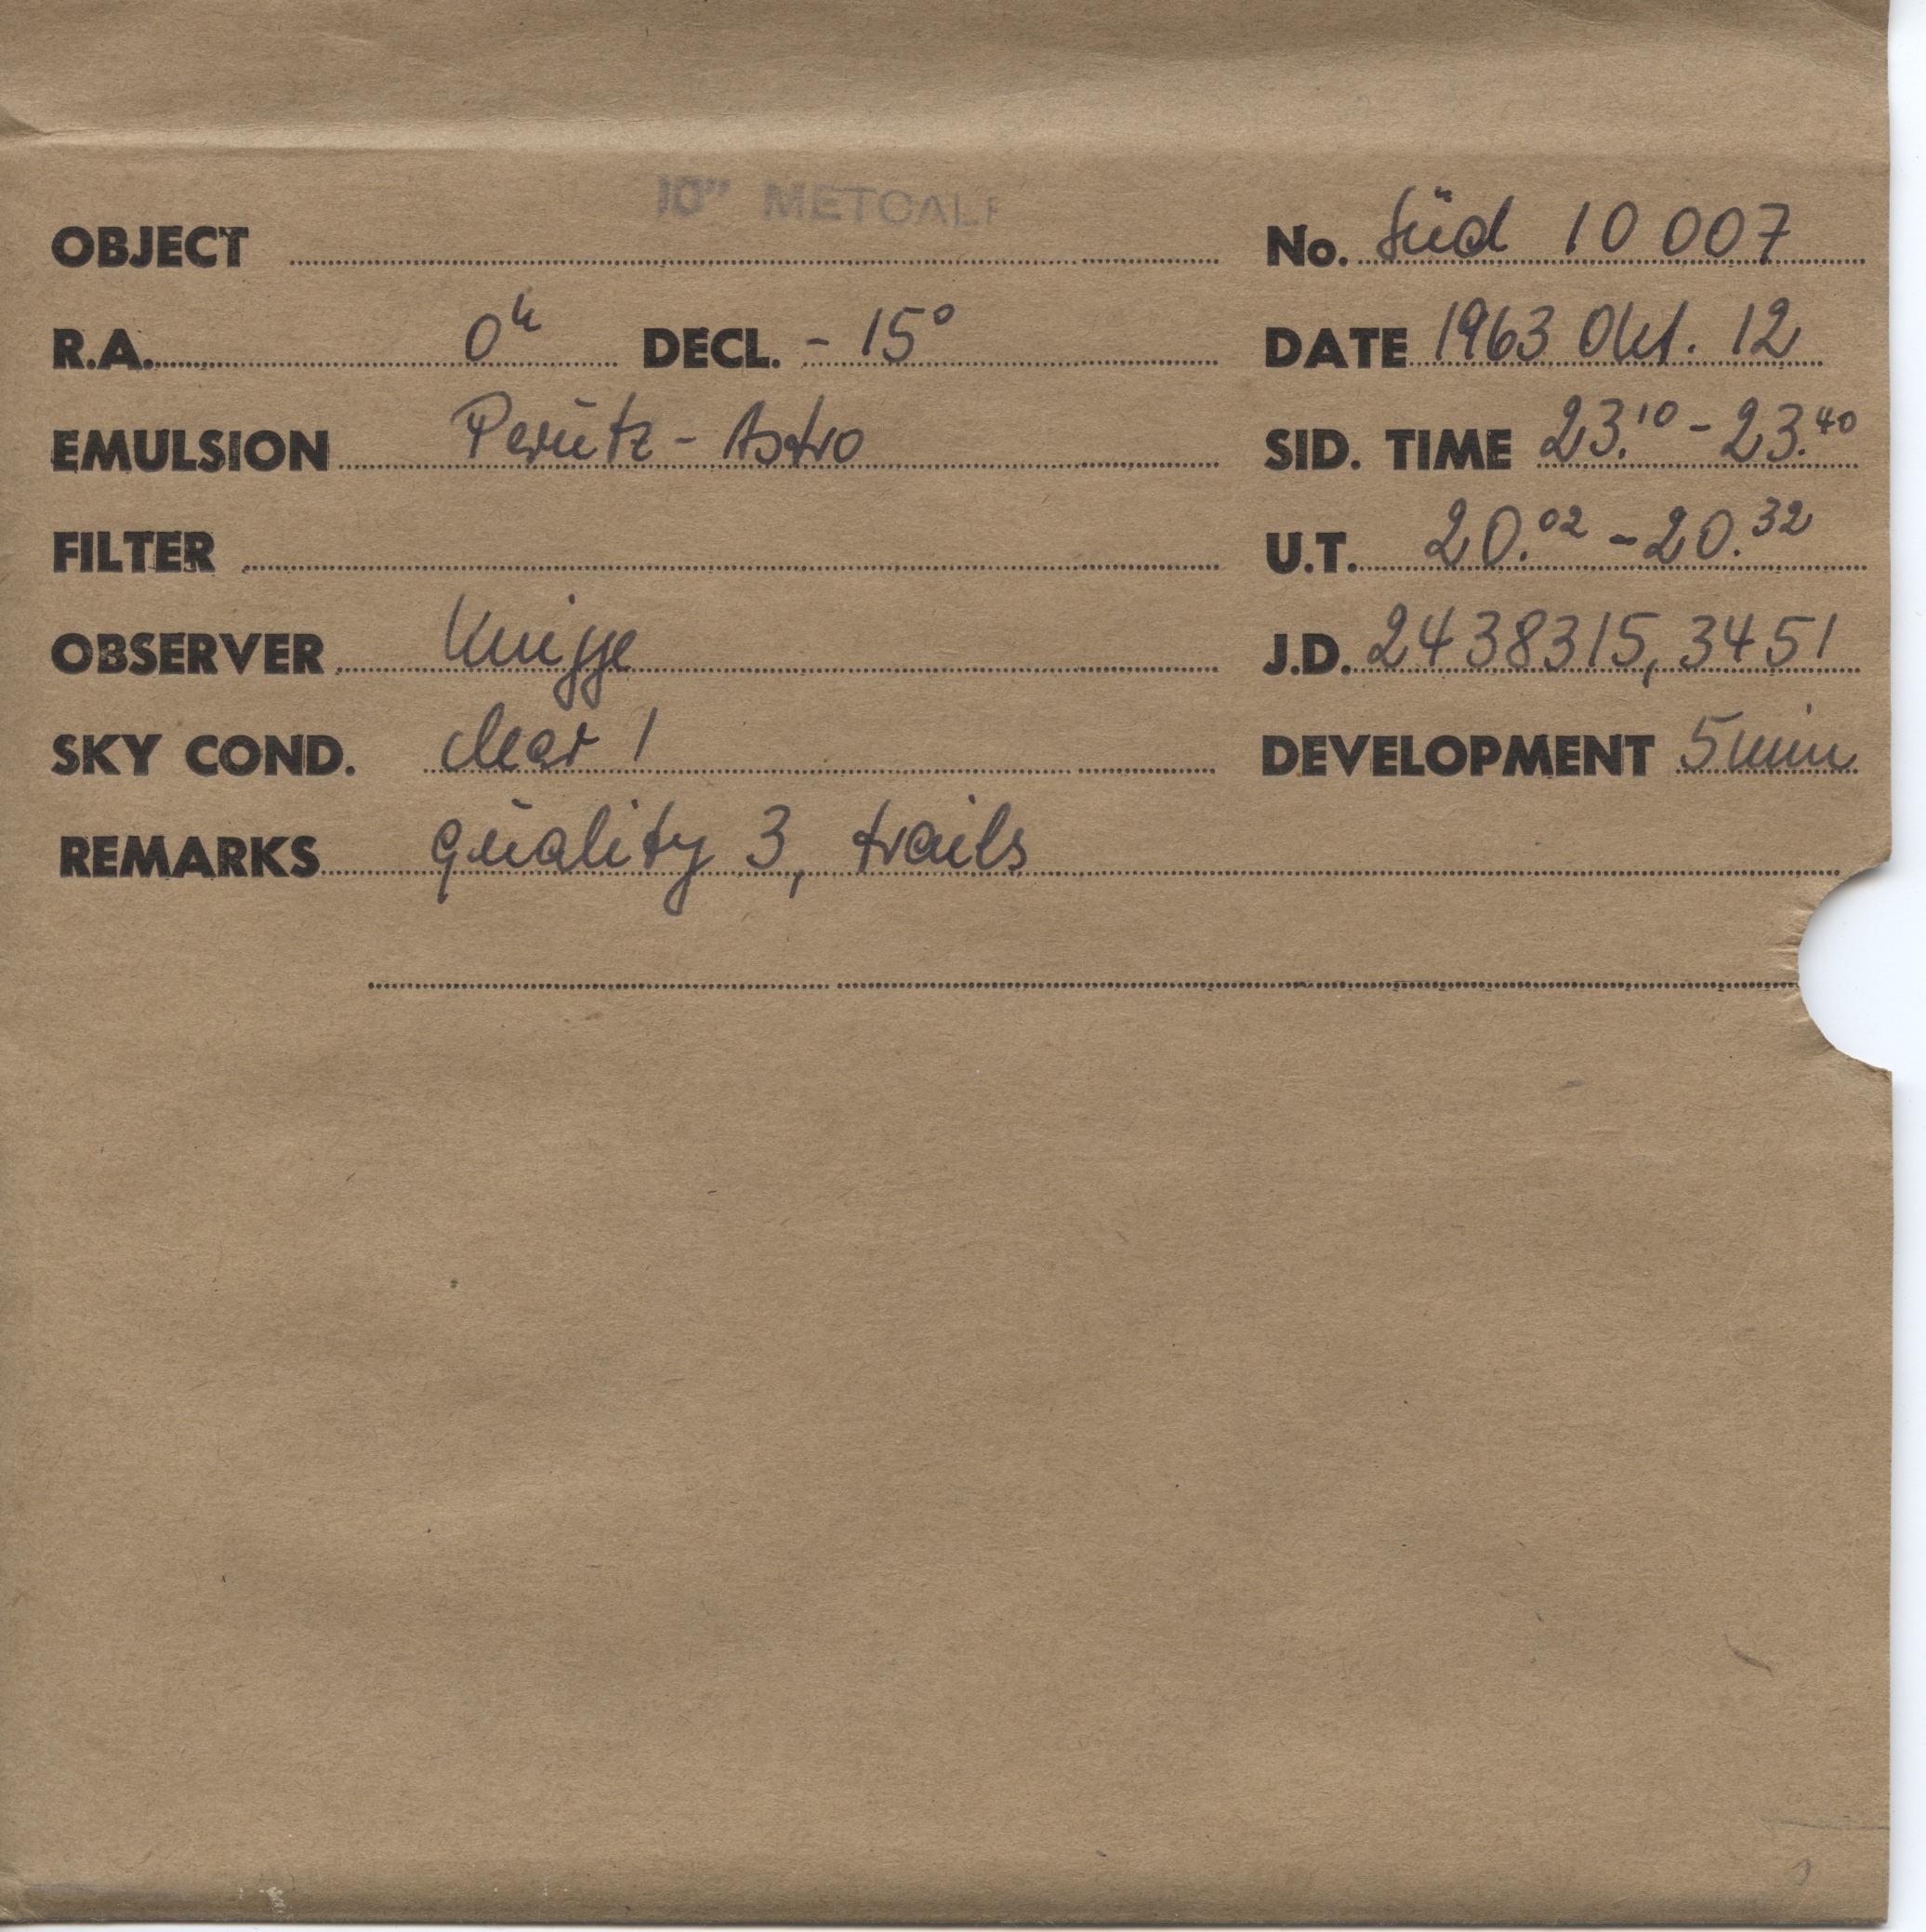 10" METCALF
OBJECT No. Süd 10 007
R.A. 0h DECL. - 15° DATE 1963 Okt. 12
EMULSION Perutz - Astro SID. TIME 23.10 - 23.40
FILTER U.T. 20.02 - 20.32
OBSERVER Knigge J.D. 2438315,3451
SKY COND. clear 1 DEVELOPMENT 5 min
REMARKS quality 3, trails